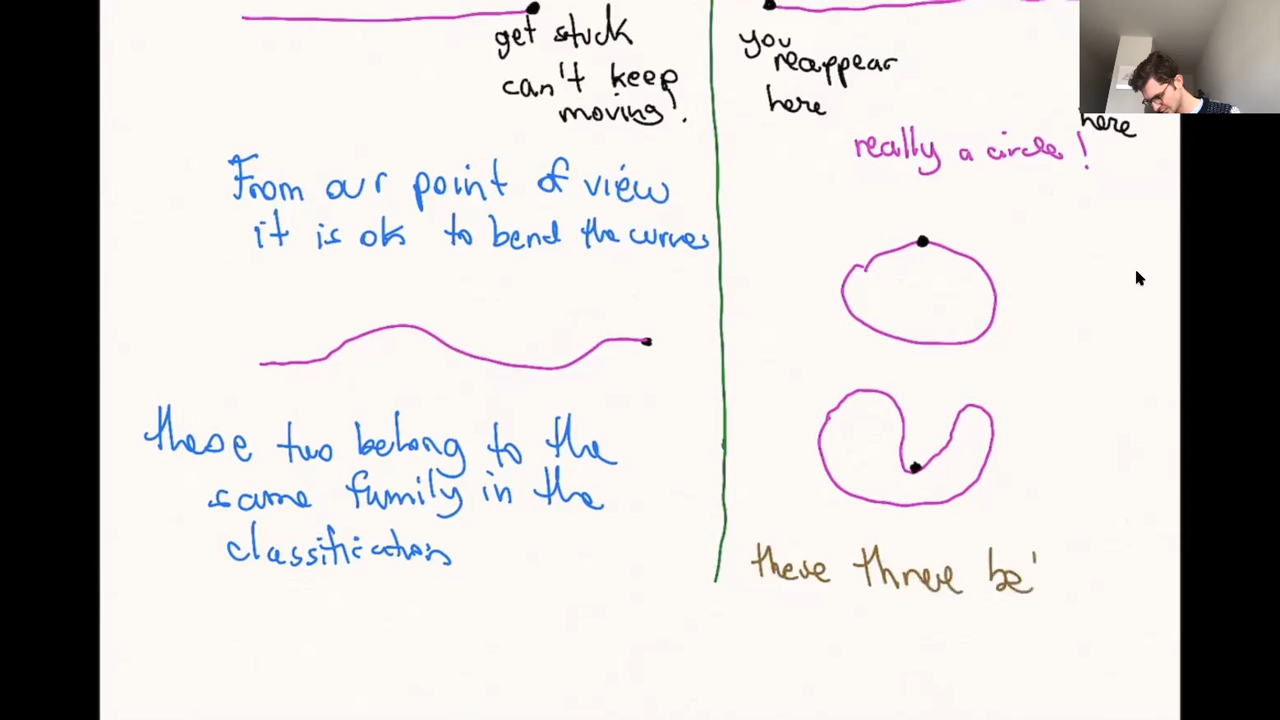 get stuck
can't keep
moving!
you
reappear
here
here
really a circle!
From our point of view
it is ok to bend the curves
these two belong to the
same family in the
classification
these three be